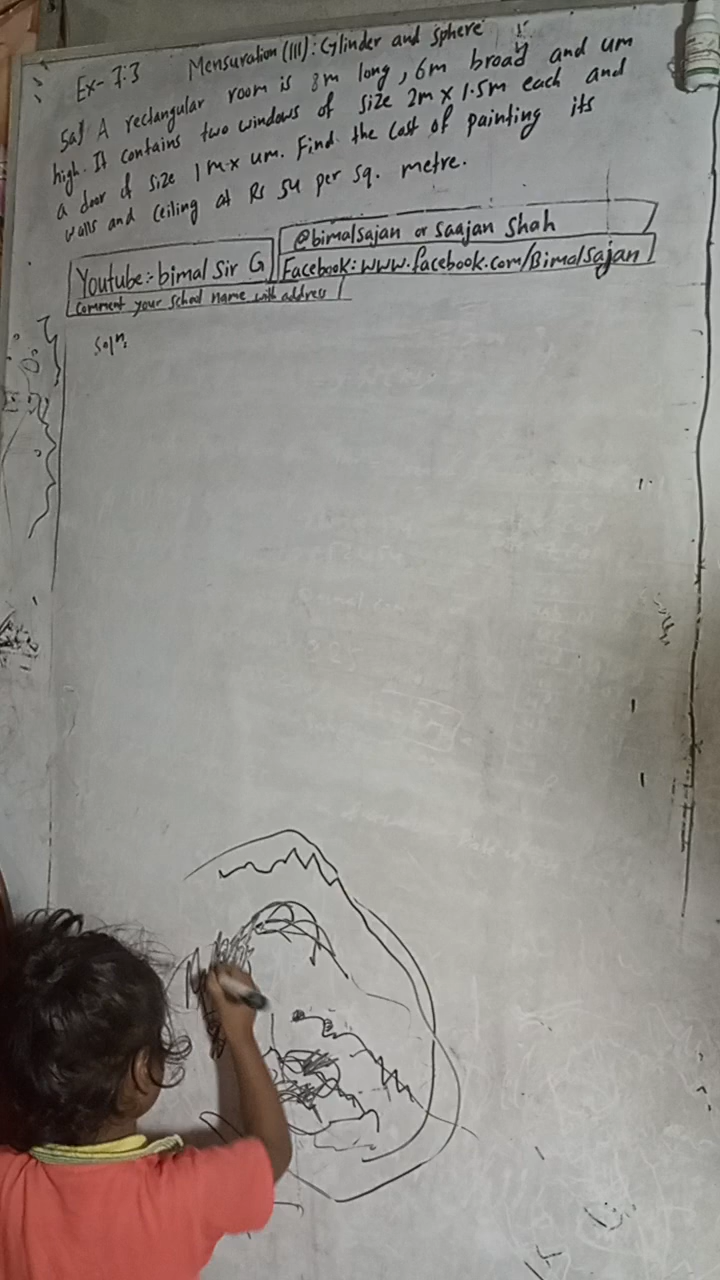 Ex- 7.3 Mensuration (III): Cylinder and sphere
5a) A rectangular room is 8m long, 6m broad and 4m
high. It contains two windows of size 2m x 1.5m each and
a door of size 1m x 4m. Find the cost of painting its
walls and ceiling at Rs 54 per sq. metre.
@bimalsajan or Saajan Shah
Youtube:- bimal Sir G
Facebook: www.facebook.com/Bimalsajan
Comment your school name with address
Solⁿ: